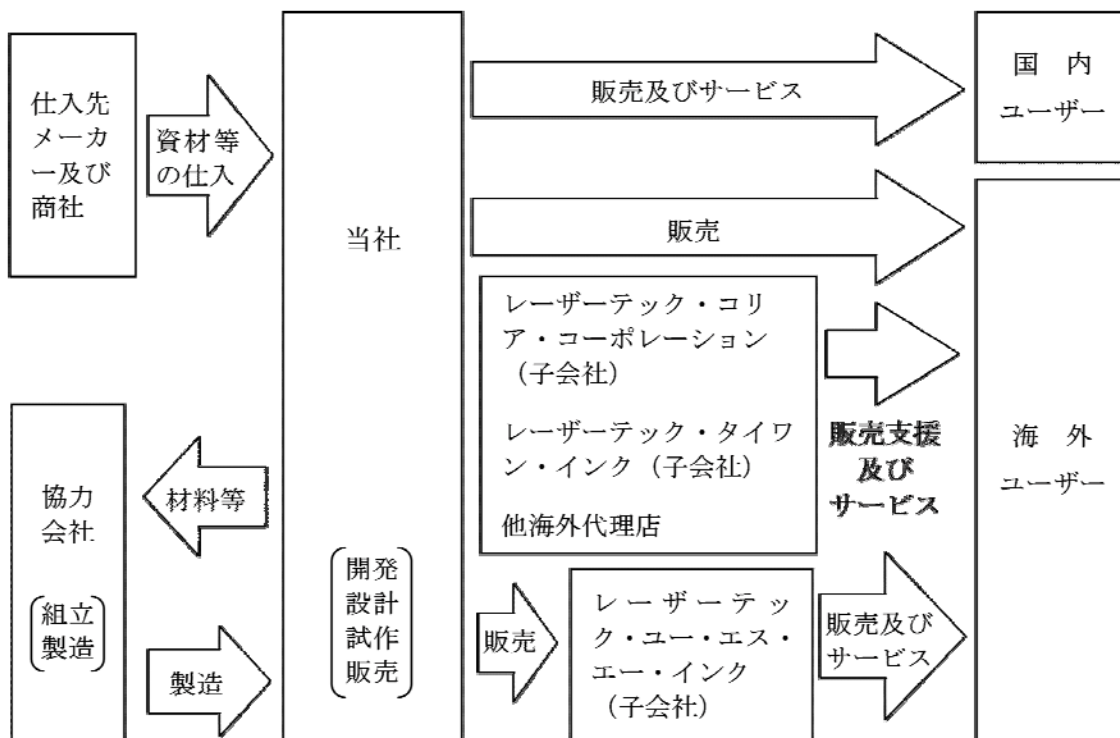 仕入先
メーカ
ー及び
商社
資材等
の仕入
当社
開発
設計
試作
販売
協力
会社
組立
製造
材料等
製造
販売及びサービス
国　内
ユーザー
販売
レーザーテック・コリ
ア・コーポレーション
（子会社）
レーザーテック・タイワ
ン・インク（子会社）
他海外代理店
販売支援
及び
サービス
海　外
ユーザー
販売
レーザーテッ
ク・ユー・エス・
エー・インク
（子会社）
販売及び
サービス